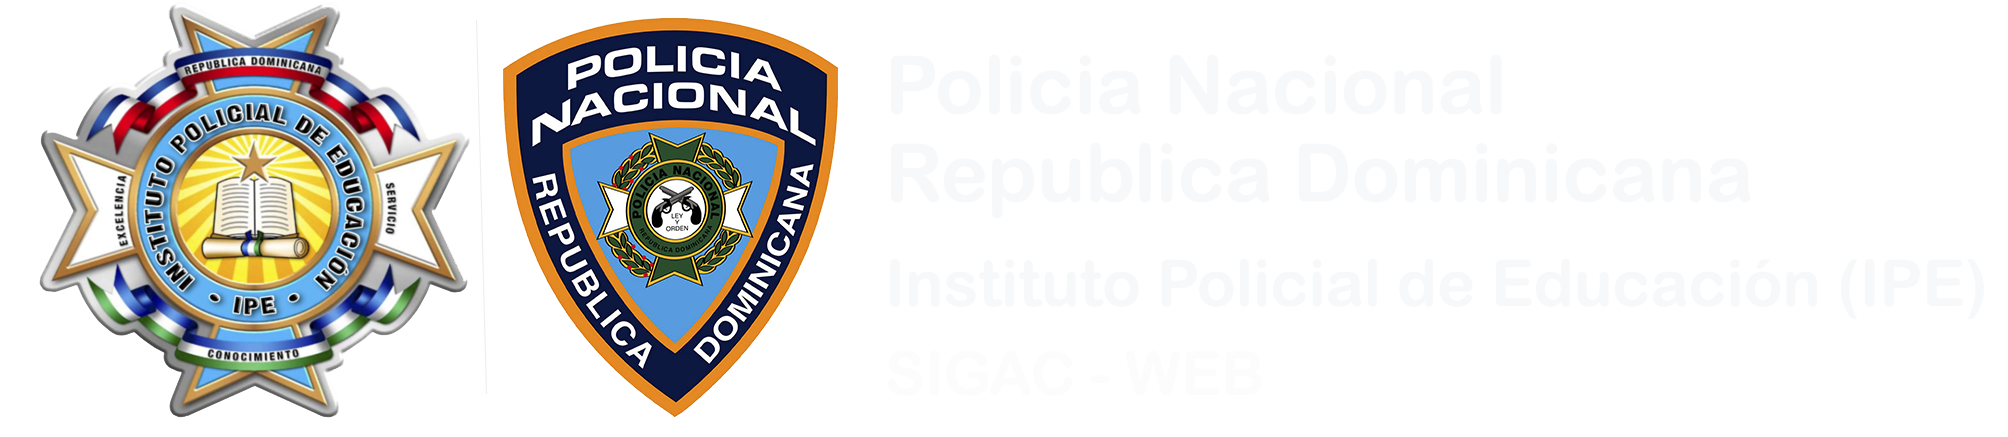 REPUBLICA DOMINICANA
INSTITUTO POLICIAL DE EDUCACIÓN
• IPE •
EXCELENCIA
SERVICIO
CONOCIMIENTO
POLICIA
NACIONAL
REPUBLICA
DOMINICANA
POLICIA NACIONAL
LEY
Y
ORDEN
REPUBLICA DOMINICANA
Policia Nacional
Republica Dominicana
Instituto Policial de Educación (IPE)
SIGAC - WEB